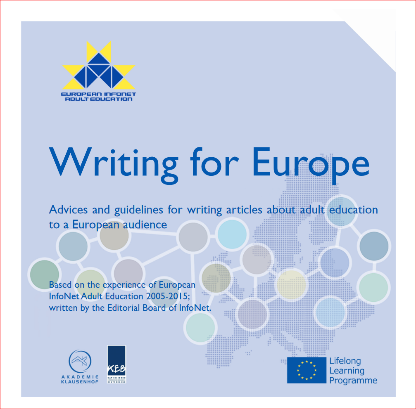 EUROPEAN INFONET
ADULT EDUCATION
Writing for Europe
Advices and guidelines for writing articles about adult education
to a European audience
Based on the experience of European
InfoNet Adult Education 2005-2015;
written by the Editorial Board of InfoNet.
AKADEMIE
KLAUSENHOF
KEB
Lifelong
Learning
Programme